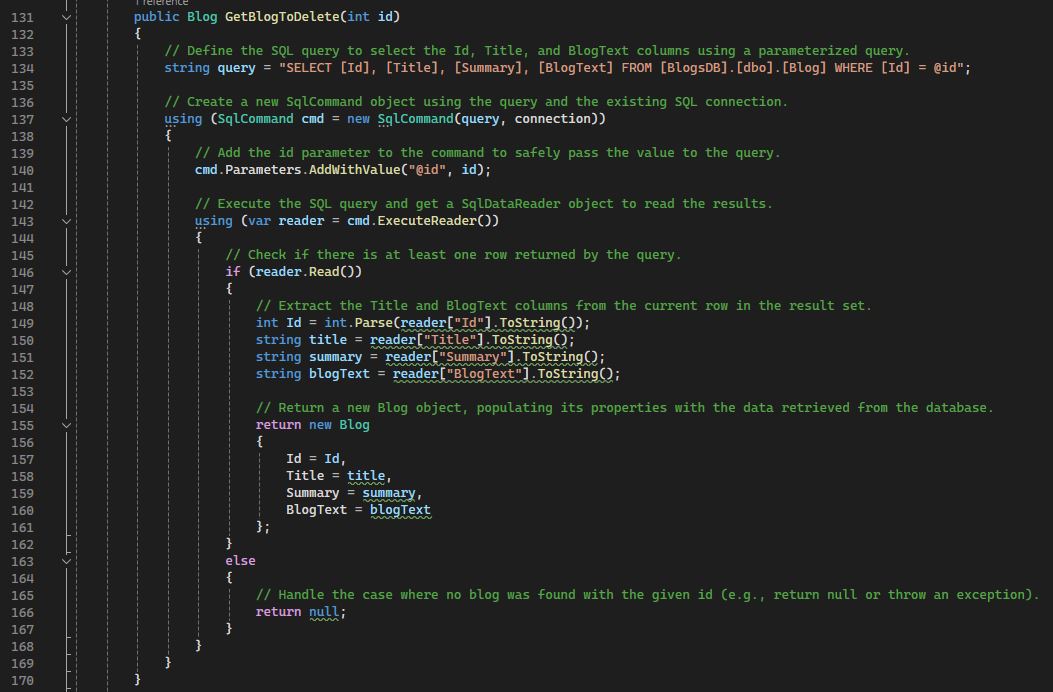 1 reference
131 public Blog GetBlogToDelete(int id)
132 {
133 // Define the SQL query to select the Id, Title, and BlogText columns using a parameterized query.
134 string query = "SELECT [Id], [Title], [Summary], [BlogText] FROM [BlogsDB].[dbo].[Blog] WHERE [Id] = @id";
135
136 // Create a new SqlCommand object using the query and the existing SQL connection.
137 using (SqlCommand cmd = new SqlCommand(query, connection))
138 {
139 // Add the id parameter to the command to safely pass the value to the query.
140 cmd.Parameters.AddWithValue("@id", id);
141
142 // Execute the SQL query and get a SqlDataReader object to read the results.
143 using (var reader = cmd.ExecuteReader())
144 {
145 // Check if there is at least one row returned by the query.
146 if (reader.Read())
147 {
148 // Extract the Title and BlogText columns from the current row in the result set.
149 int Id = int.Parse(reader["Id"].ToString());
150 string title = reader["Title"].ToString();
151 string summary = reader["Summary"].ToString();
152 string blogText = reader["BlogText"].ToString();
153
154 // Return a new Blog object, populating its properties with the data retrieved from the database.
155 return new Blog
156 {
157 Id = Id,
158 Title = title,
159 Summary = summary,
160 BlogText = blogText
161 };
162 }
163 else
164 {
165 // Handle the case where no blog was found with the given id (e.g., return null or throw an exception).
166 return null;
167 }
168 }
169 }
170 }